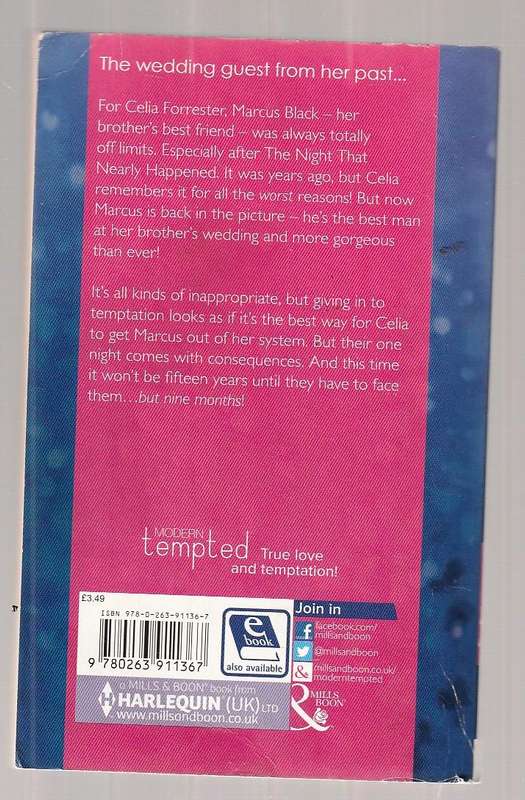 The wedding guest from her past...
For Celia Forrester, Marcus Black – her
brother's best friend – was always totally
off limits. Especially after The Night That
Nearly Happened. It was years ago, but Celia
remembers it for all the worst reasons! But now
Marcus is back in the picture – he's the best man
at her brother's wedding and more gorgeous
than ever!
It's all kinds of inappropriate, but giving in to
temptation looks as if it's the best way for Celia
to get Marcus out of her system. But their one
night comes with consequences. And this time
it won't be fifteen years until they have to face
them...but nine months!
MODERN
tempted True love
and temptation!
£3.49
ISBN 978-0-263-91136-7
9 780263 911367
e
book
also available
Join in
facebook.com/
millsandboon
@millsandboon
millsandboon.co.uk/
moderntempted
a MILLS & BOON® book from
HARLEQUIN (UK) LTD
www.millsandboon.co.uk
&
MILLS
BOON®